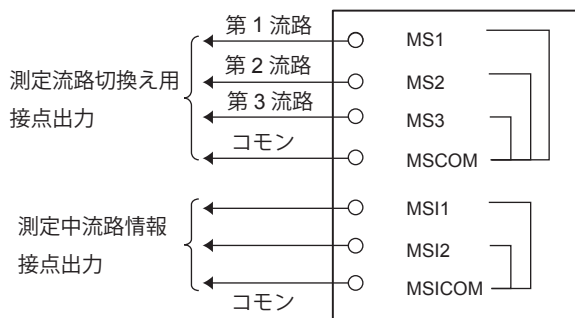 第 1 流路
MS1
測定流路切換え用
接点出力
第 2 流路
MS2
第 3 流路
MS3
コモン
MSCOM
測定中流路情報
接点出力
MSI1
MSI2
コモン
MSICOM